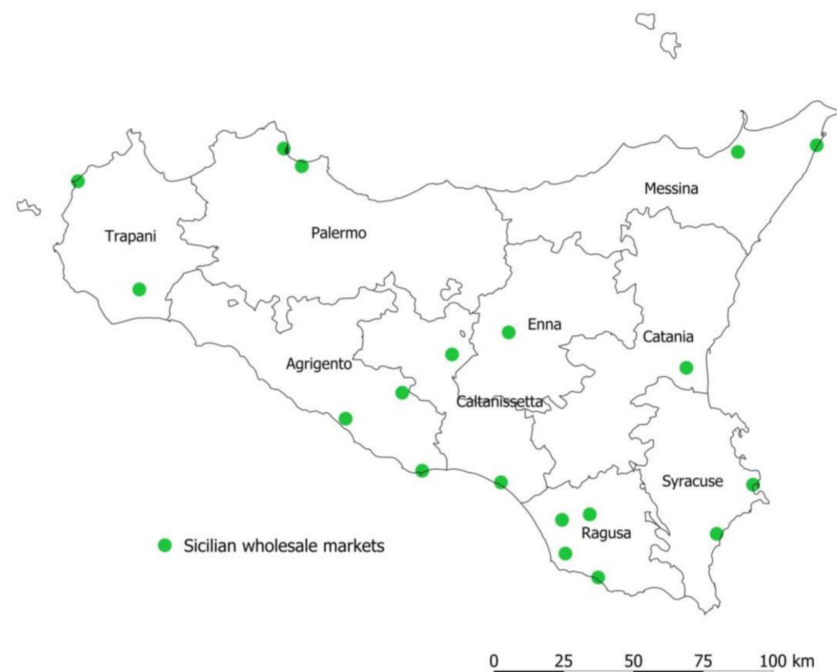 Messina
Trapani
Palermo
Enna
Catania
Agrigento
Caltanissetta
Syracuse
Ragusa
Sicilian wholesale markets
0 25 50 75 100 km